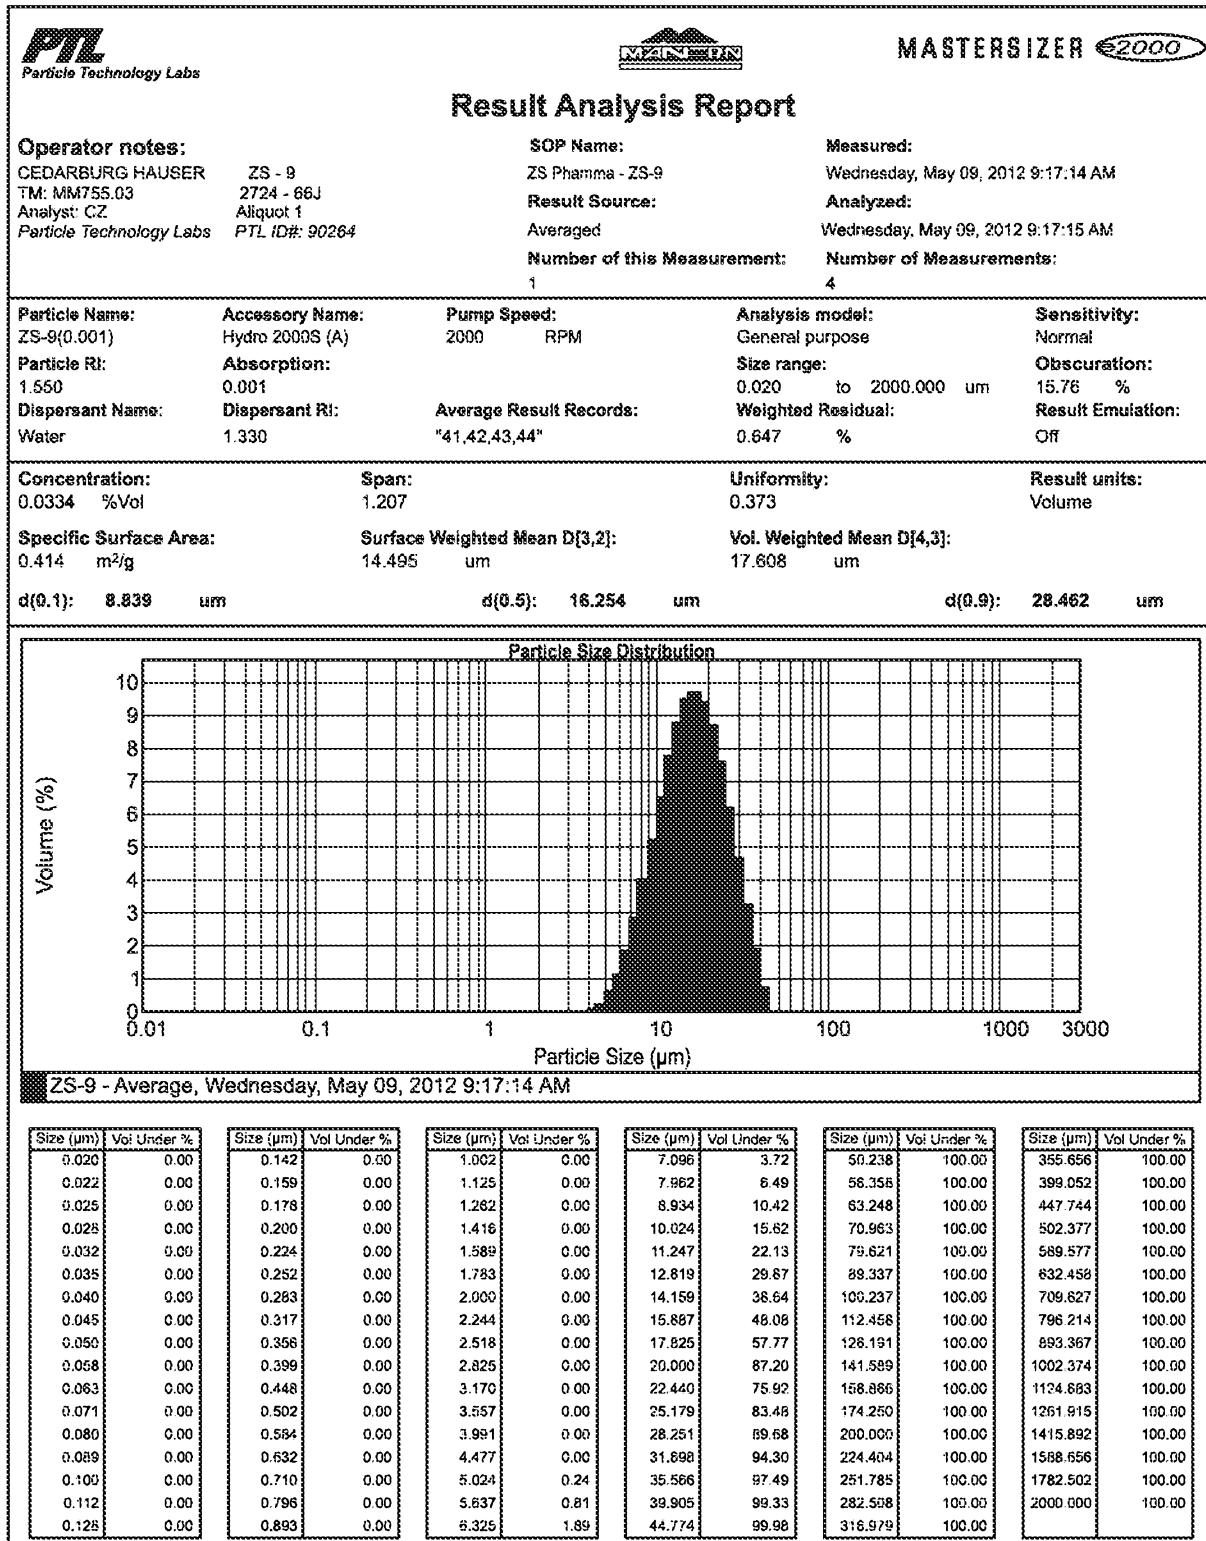 PTL
Particle Technology Labs
MASTERSIZER 2000
Result Analysis Report
Operator notes:
CEDARBURG HAUSER ZS - 9
TM: MM755.03 2724 - 66J
Analyst: CZ Aliquot 1
Particle Technology Labs PTL ID#: 90264
SOP Name:
ZS Phamma - ZS-9
Result Source:
Averaged
Number of this Measurement:
1
Measured:
Wednesday, May 09, 2012 9:17:14 AM
Analyzed:
Wednesday, May 09, 2012 9:17:15 AM
Number of Measurements:
4
Particle Name: Accessory Name: Pump Speed: Analysis model: Sensitivity:
ZS-9(0.001) Hydro 2000S (A) 2000 RPM General purpose Normal
Particle RI: Absorption: Size range: Obscuration:
1.550 0.001 0.020 to 2000.000 um 15.76 %
Dispersant Name: Dispersant RI: Average Result Records: Weighted Residual: Result Emulation:
Water 1.330 "41,42,43,44" 0.647 % Off
Concentration: Span: Uniformity: Result units:
0.0334 %Vol 1.207 0.373 Volume
Specific Surface Area: Surface Weighted Mean D[3,2]: Vol. Weighted Mean D[4,3]:
0.414 m²/g 14.495 um 17.608 um
d(0.1): 8.839 um d(0.5): 16.254 um d(0.9): 28.462 um
Particle Size Distribution
10
9
8
7
6
5
4
3
2
1
0
Volume (%)
0.01 0.1 1 10 100 1000 3000
Particle Size (µm)
ZS-9 - Average, Wednesday, May 09, 2012 9:17:14 AM
Size (µm) Vol Under % Size (µm) Vol Under % Size (µm) Vol Under % Size (µm) Vol Under % Size (µm) Vol Under % Size (µm) Vol Under %
0.020 0.00 0.142 0.00 1.002 0.00 7.096 3.72 50.238 100.00 355.656 100.00
0.022 0.00 0.159 0.00 1.125 0.00 7.962 6.49 56.358 100.00 399.052 100.00
0.025 0.00 0.178 0.00 1.262 0.00 8.934 10.42 63.248 100.00 447.744 100.00
0.028 0.00 0.200 0.00 1.416 0.00 10.024 15.62 70.963 100.00 502.377 100.00
0.032 0.00 0.224 0.00 1.589 0.00 11.247 22.13 79.621 100.00 589.577 100.00
0.035 0.00 0.252 0.00 1.783 0.00 12.619 29.87 89.337 100.00 632.458 100.00
0.040 0.00 0.283 0.00 2.000 0.00 14.159 38.64 100.237 100.00 709.627 100.00
0.045 0.00 0.317 0.00 2.244 0.00 15.887 48.08 112.458 100.00 796.214 100.00
0.050 0.00 0.356 0.00 2.518 0.00 17.825 57.77 126.191 100.00 893.367 100.00
0.058 0.00 0.399 0.00 2.825 0.00 20.000 87.20 141.589 100.00 1002.374 100.00
0.063 0.00 0.448 0.00 3.170 0.00 22.440 75.92 158.866 100.00 1124.683 100.00
0.071 0.00 0.502 0.00 3.557 0.00 25.179 83.48 174.250 100.00 1261.915 100.00
0.080 0.00 0.564 0.00 3.991 0.00 28.251 89.68 200.000 100.00 1415.892 100.00
0.089 0.00 0.632 0.00 4.477 0.00 31.698 94.30 224.404 100.00 1588.656 100.00
0.100 0.00 0.710 0.00 5.024 0.24 35.566 97.49 251.785 100.00 1782.502 100.00
0.112 0.00 0.796 0.00 5.637 0.81 39.905 99.33 282.508 100.00 2000.000 100.00
0.126 0.00 0.893 0.00 6.325 1.89 44.774 99.98 316.979 100.00